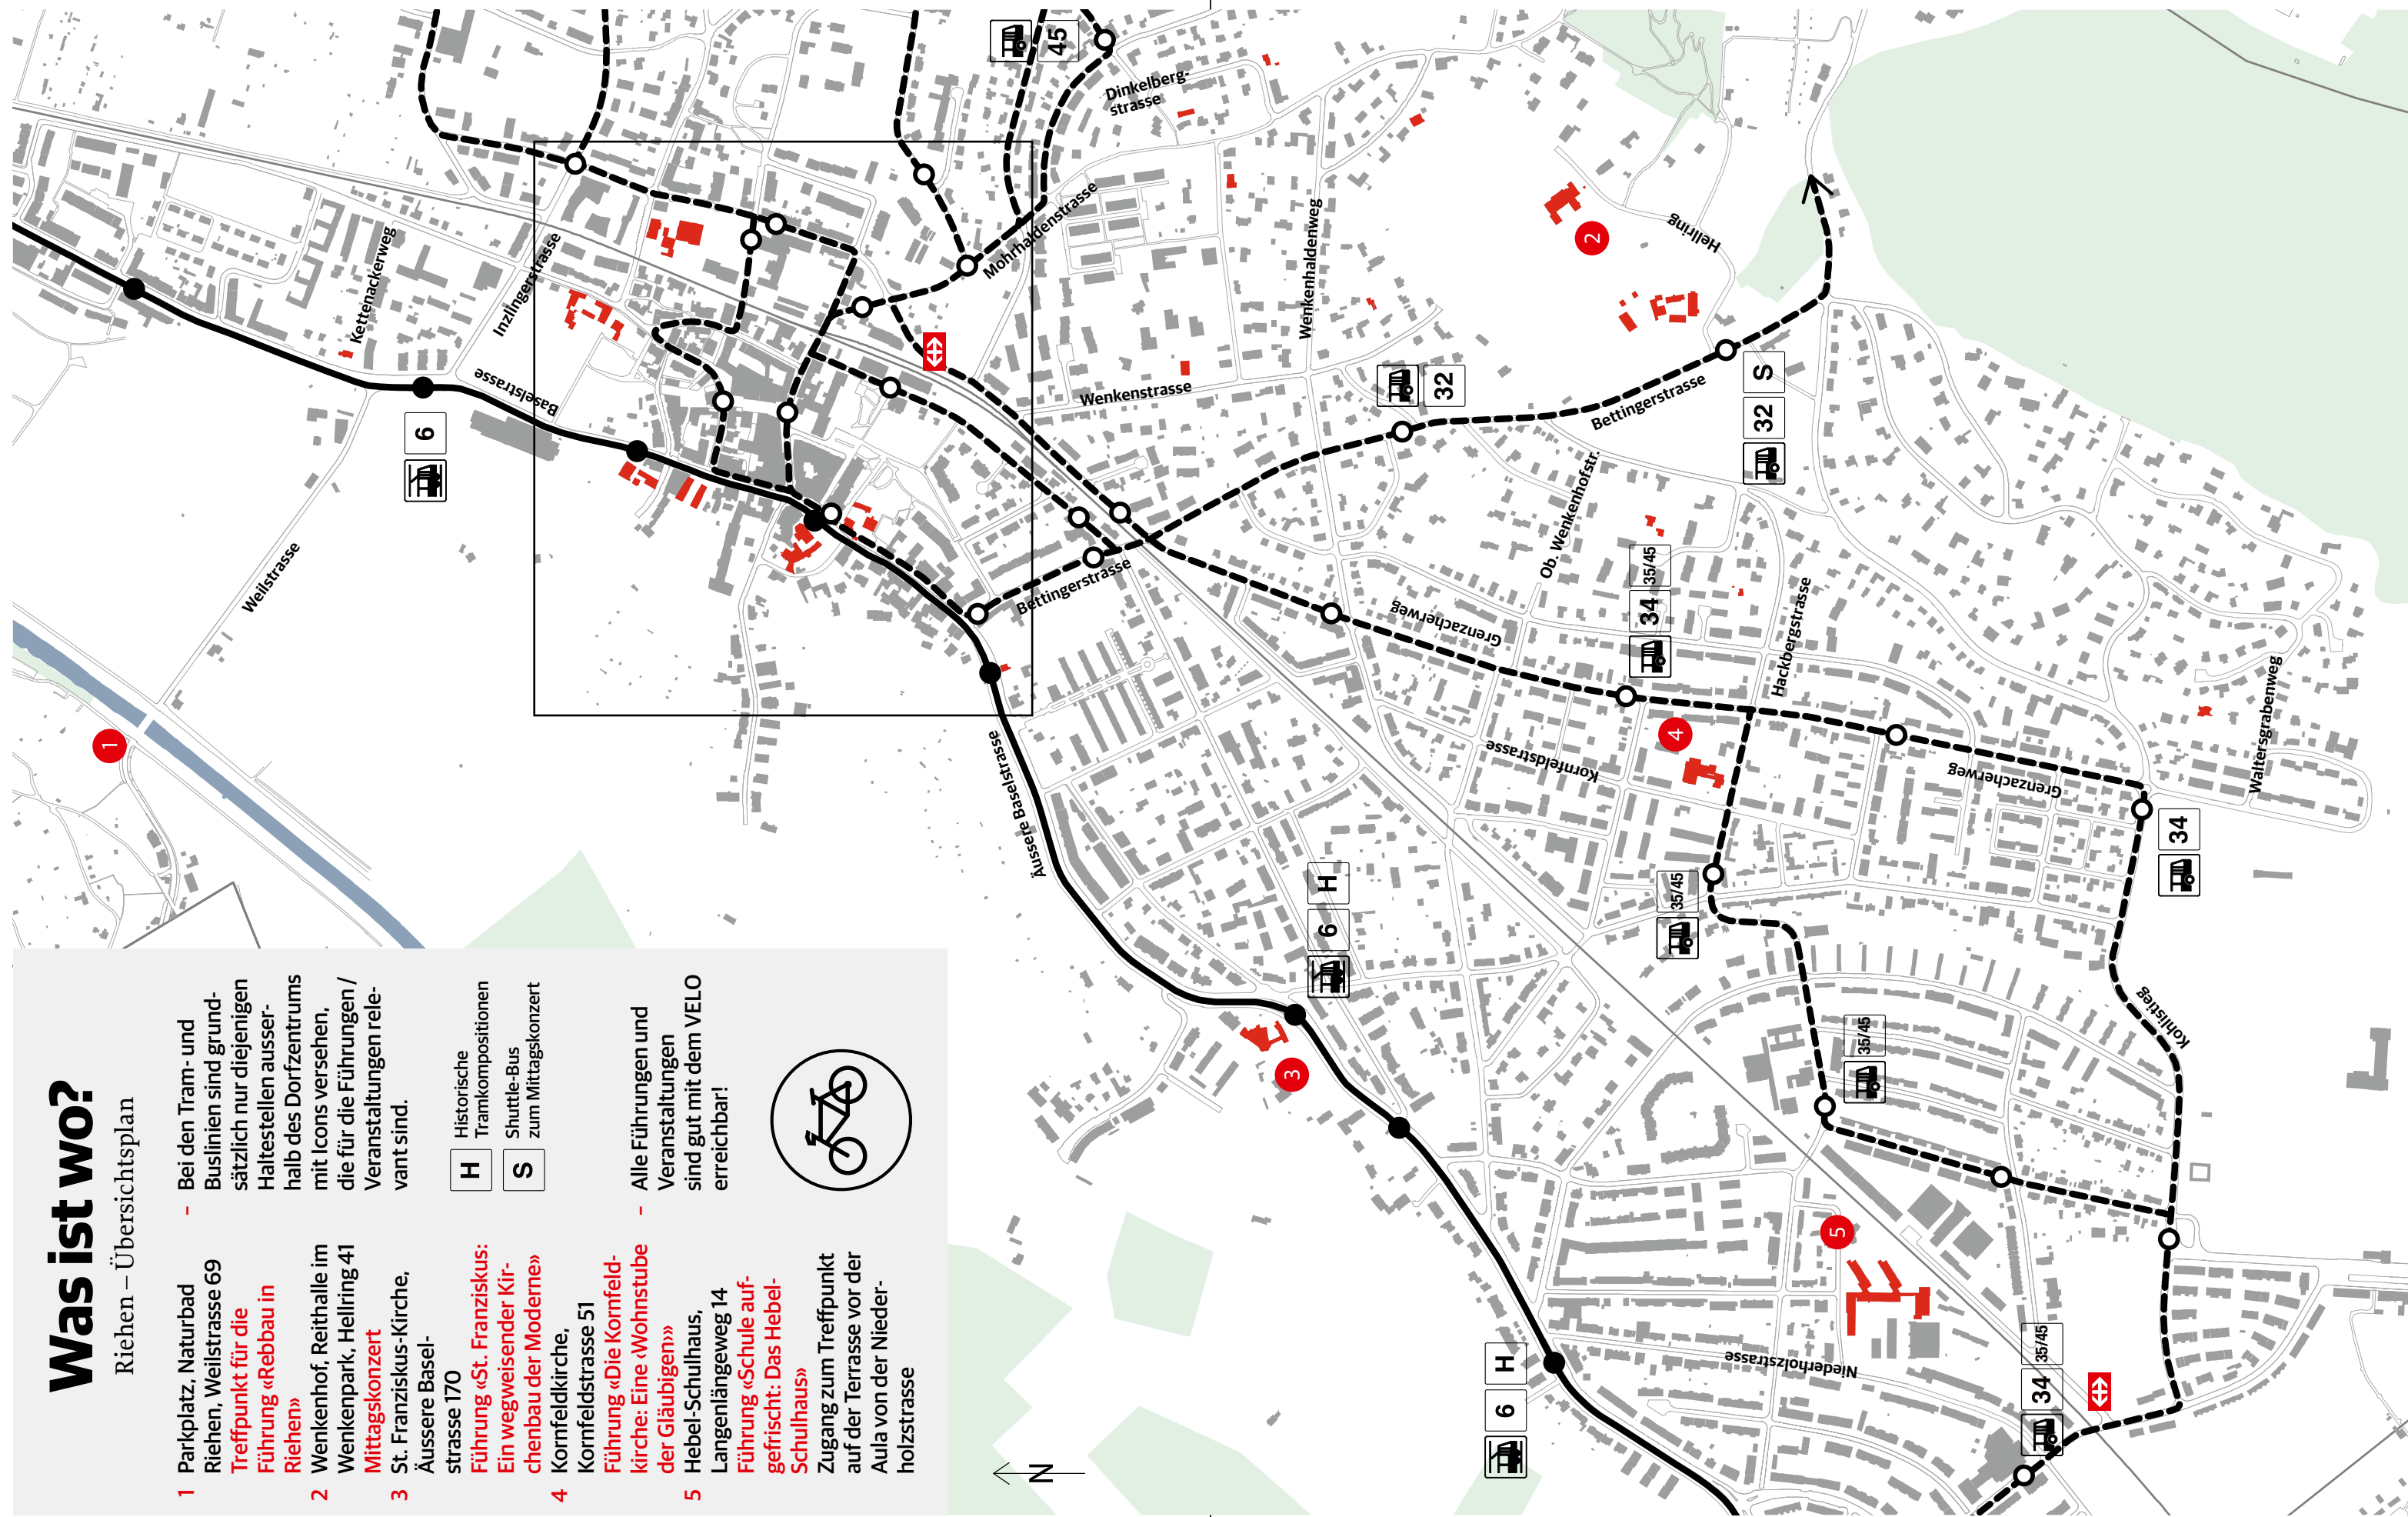 Was ist wo?
Riehen – Übersichtsplan
1 Parkplatz, Naturbad
Riehen, Weilstrasse 69
Treffpunkt für die
Führung «Rebbau in
Riehen»
2 Wenkenhof, Reithalle im
Wenkenpark, Hellring 41
Mittagskonzert
3 St. Franziskus-Kirche,
Äussere Basel-
strasse 170
Führung «St. Franziskus:
Ein wegweisender Kir-
chenbau der Moderne»
4 Kornfeldkirche,
Kornfeldstrasse 51
Führung «Die Kornfeld-
kirche: Eine Wohnstube
der Gläubigen»»
5 Hebel-Schulhaus,
Langenlängeweg 14
Führung «Schule auf-
gefrischt: Das Hebel-
Schulhaus»
Zugang zum Treffpunkt
auf der Terrasse vor der
Aula von der Nieder-
holzstrasse
– Bei den Tram- und
Buslinien sind grund-
sätzlich nur diejenigen
Haltestellen ausser-
halb des Dorfzentrums
mit Icons versehen,
die für die Führungen /
Veranstaltungen rele-
vant sind.
H Historische
Tramkompositionen
S Shuttle-Bus
zum Mittagskonzert
– Alle Führungen und
Veranstaltungen
sind gut mit dem VELO
erreichbar!
N
1
Weilstrasse
6
Kettenackerweg
Inzlingerstrasse
Baselstrasse
45
Dinkelberg-
strasse
Mohrhaldenstrasse
Wenkenhaldenweg
Wenkenstrasse
Bettingerstrasse
2
Hellring
32
Bettingerstrasse
32 S
Ob. Wenkenhofstr.
34 35/45
Grenzacherweg
Hackbergstrasse
4
Kornfeldstrasse
Grenzacherweg
Waltersgrabenweg
34
35/45
Äussere Baselstrasse
6 H
3
35/45
Kohlistieg
5
Niederholzstrasse
6 H
34 35/45